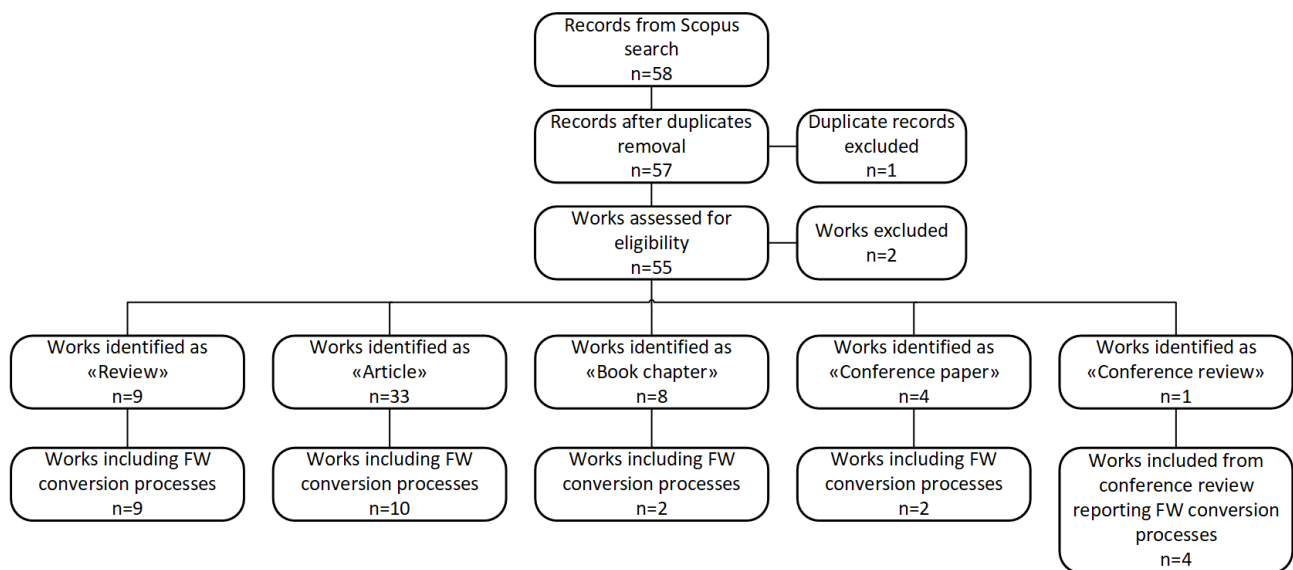 Records from Scopus
search
n=58
Records after duplicates
removal
n=57
Duplicate records
excluded
n=1
Works assessed for
eligibility
n=55
Works excluded
n=2
Works identified as
«Review»
n=9
Works identified as
«Article»
n=33
Works identified as
«Book chapter»
n=8
Works identified as
«Conference paper»
n=4
Works identified as
«Conference review»
n=1
Works including FW
conversion processes
n=9
Works including FW
conversion processes
n=10
Works including FW
conversion processes
n=2
Works including FW
conversion processes
n=2
Works included from
conference review
reporting FW conversion
processes
n=4